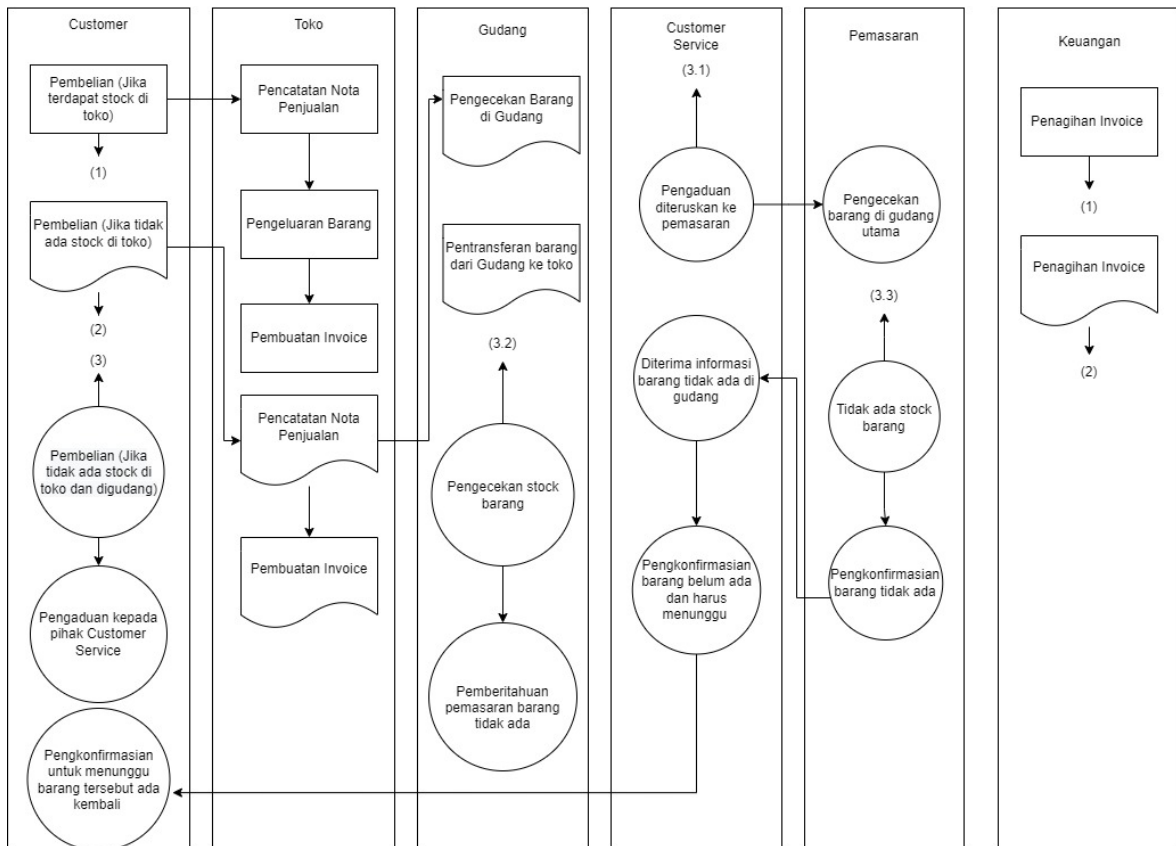 Customer
Pembelian (Jika
terdapat stock di
toko)
(1)
Pembelian (Jika tidak
ada stock di toko)
(2)
(3)
Pembelian (Jika
tidak ada stock di
toko dan digudang)
Pengaduan kepada
pihak Customer
Service
Pengkonfirmasian
untuk menunggu
barang tersebut ada
kembali
Toko
Pencatatan Nota
Penjualan
Pengeluaran Barang
Pembuatan Invoice
Pencatatan Nota
Penjualan
Pembuatan Invoice
Gudang
Pengecekan Barang
di Gudang
Pentransferan barang
dari Gudang ke toko
(3.2)
Pengecekan stock
barang
Pemberitahuan
pemasaran barang
tidak ada
Customer
Service
(3.1)
Pengaduan
diteruskan ke
pemasaran
Diterima informasi
barang tidak ada di
gudang
Pengkonfirmasian
barang belum ada
dan harus
menunggu
Pemasaran
Pengecekan
barang di gudang
utama
(3.3)
Tidak ada stock
barang
Pengkonfirmasian
barang tidak ada
Keuangan
Penagihan Invoice
(1)
Penagihan Invoice
(2)